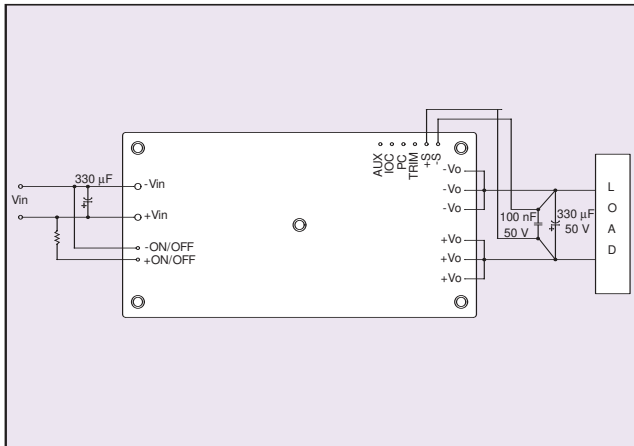 330 µF
Vin
-Vin
+Vin
-ON/OFF
+ON/OFF
AUX
IOC
PC
TRIM
+S
-S
-Vo
-Vo
-Vo
+Vo
+Vo
+Vo
100 nF
50 V
330 µF
50 V
LOAD